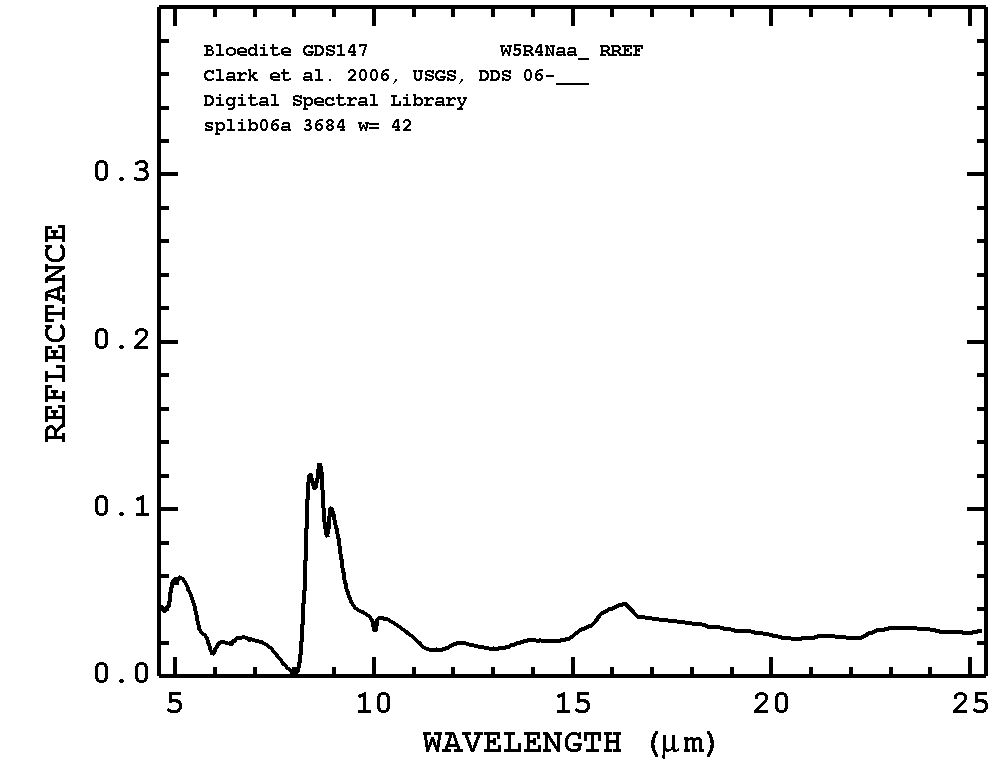 Bloedite GDS147 W5R4Naa_ RREF
Clark et al. 2006, USGS, DDS 06-___
Digital Spectral Library
splib06a 3684 w= 42
0.3
0.2
0.1
0.0
REFLECTANCE
5 10 15 20 25
WAVELENGTH (μm)